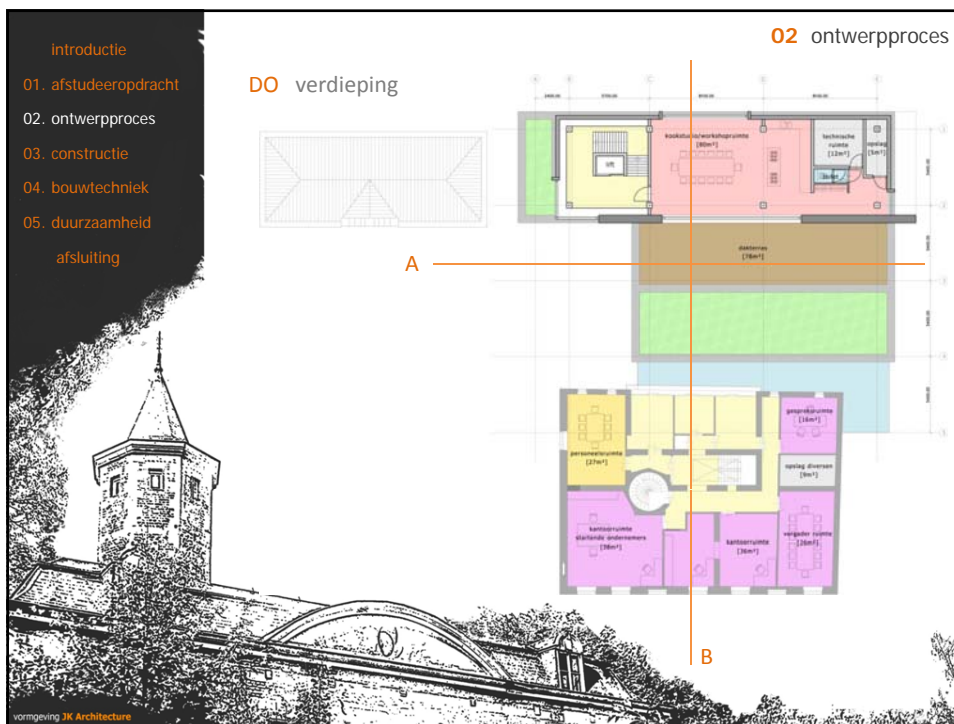 introductie
01. afstudeeropdracht
02. ontwerpproces
03. constructie
04. bouwtechniek
05. duurzaamheid
afsluiting
02 ontwerpproces
DO verdieping
kookstudio/workshopruimte
[80m²]
technische
ruimte
[12m²]
opslag
[5m²]
lift
dakterras
[78m²]
A
personeelsruimte
[27m²]
gespreksruimte
[16m²]
opslag diversen
[9m²]
kantoorruimte
startende ondernemers
[38m²]
kantoorruimte
[36m²]
vergader ruimte
[26m²]
B
vormgeving JK Architecture